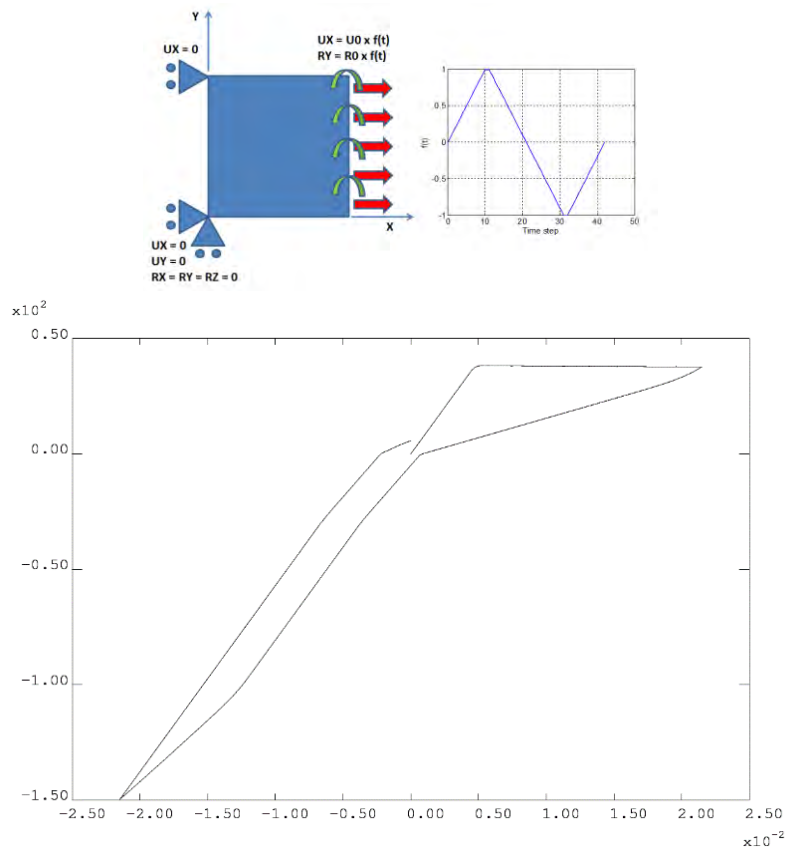 Y
UX = 0
UX = U0 x f(t)
RY = R0 x f(t)
X
UX = 0
UY = 0
RX = RY = RZ = 0
1
0.5
0
-0.5
-1
f(t)
0 10 20 30 40 50
Time step
x10²
0.50
0.00
-0.50
-1.00
-1.50
-2.50 -2.00 -1.50 -1.00 -0.50 0.00 0.50 1.00 1.50 2.00 2.50
x10⁻²